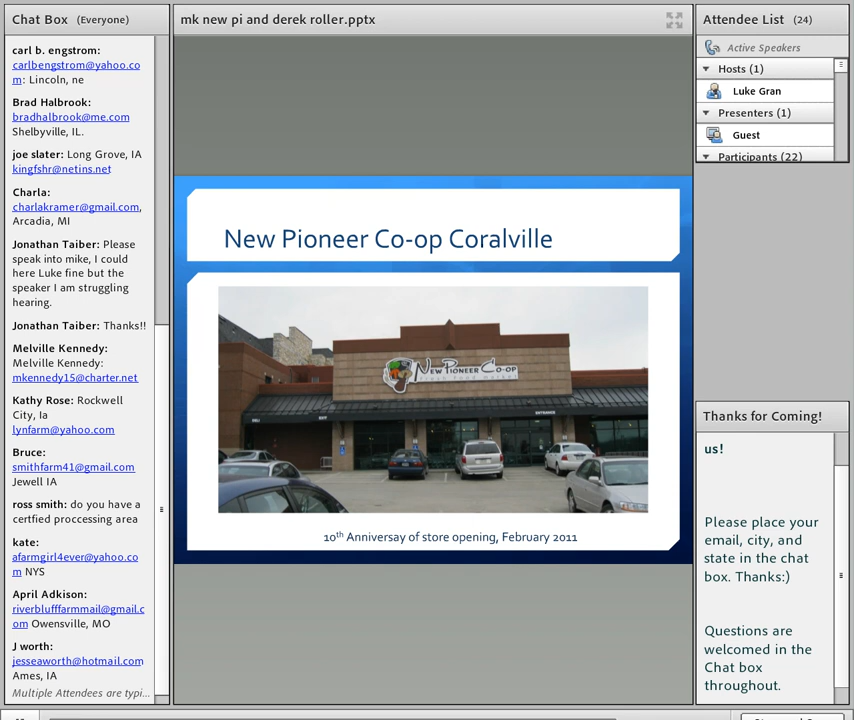 Chat Box (Everyone)
carl b. engstrom:
carlbengstrom@yahoo.co
m: Lincoln, ne
Brad Halbrook:
bradhalbrook@me.com
Shelbyville, IL.
joe slater: Long Grove, IA
kingfshr@netins.net
Charla:
charlakramer@gmail.com,
Arcadia, MI
Jonathan Taiber: Please
speak into mike, I could
here Luke fine but the
speaker I am struggling
hearing.
Jonathan Taiber: Thanks!!
Melville Kennedy:
Melville Kennedy:
mkennedy15@charter.net
Kathy Rose: Rockwell
City, Ia
lynfarm@yahoo.com
Bruce:
smithfarm41@gmail.com
Jewell IA
ross smith: do you have a
certfied proccessing area
kate:
afarmgirl4ever@yahoo.co
m NYS
April Adkison:
riverblufffarmmail@gmail.c
om Owensville, MO
J worth:
jesseaworth@hotmail.com
Ames, IA
Multiple Attendees are typi...
mk new pi and derek roller.pptx
New Pioneer Co-op Coralville
New Pioneer Co-op
Fresh Food Market
DELI
EXIT
ENTRANCE
10th Anniversay of store opening, February 2011
Attendee List (24)
Active Speakers
Hosts (1)
Luke Gran
Presenters (1)
Guest
Participants (22)
Thanks for Coming!
us!
Please place your
email, city, and
state in the chat
box. Thanks:)
Questions are
welcomed in the
Chat box
throughout.